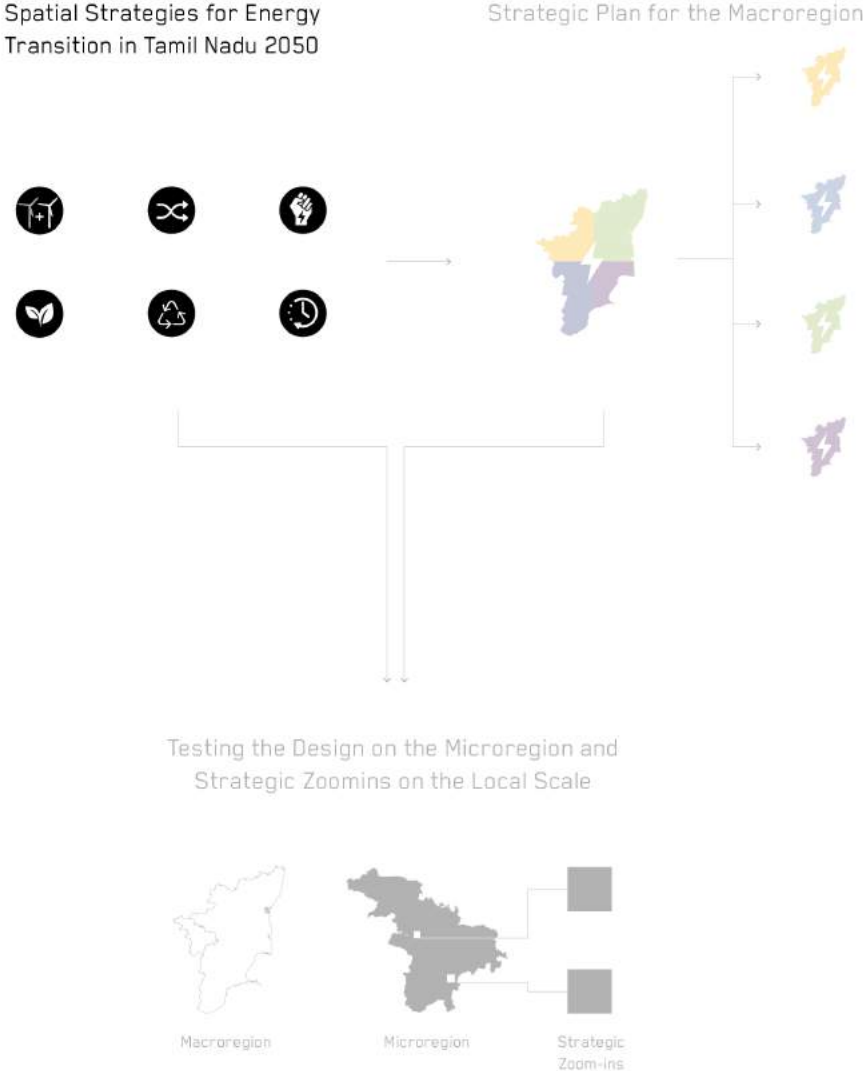 Spatial Strategies for Energy
Transition in Tamil Nadu 2050
Strategic Plan for the Macroregion
Testing the Design on the Microregion and
Strategic Zoomins on the Local Scale
Macroregion
Microregion
Strategic
Zoom-ins